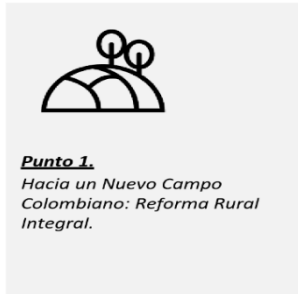 Punto 1.
Hacia un Nuevo Campo
Colombiano: Reforma Rural
Integral.